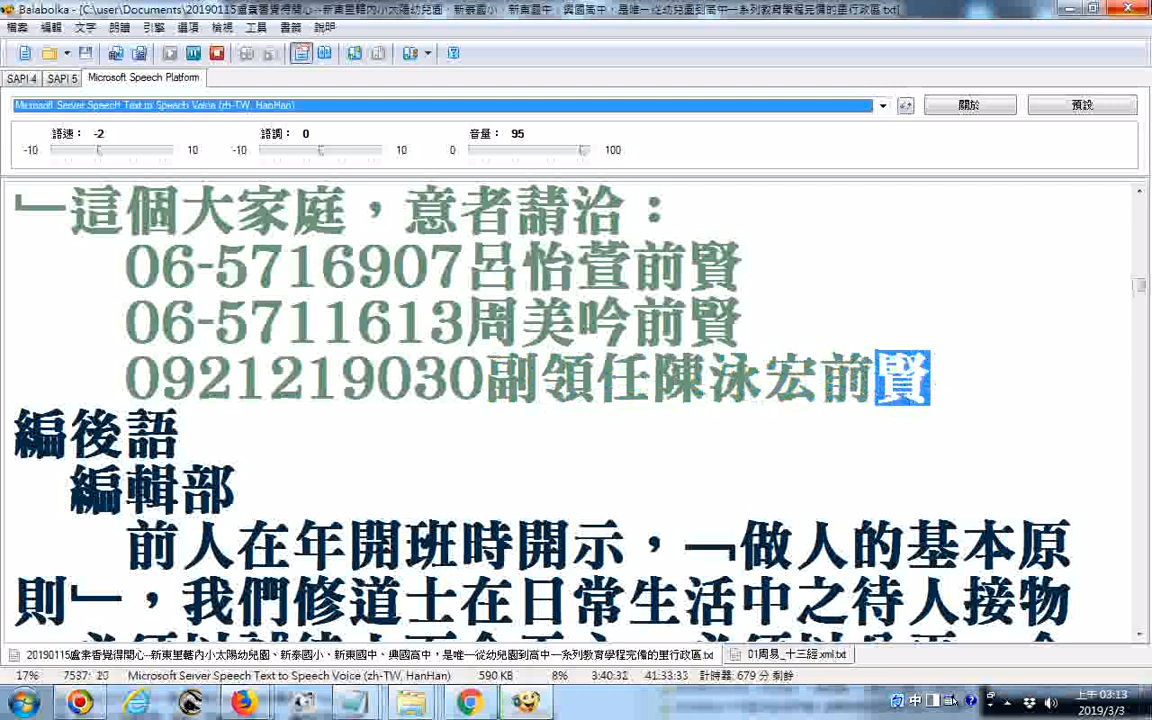 Balabolka - [C:\user\Documents\20190115盧素香覺得開心--新東里轄內小太陽幼兒園、新泰國小、新東國中、興國高中，是唯一從幼兒園到高中一系列教育學程完備的里行政區.txt]
檔案 編輯 文字 朗讀 引擎 選項 檢視 工具 書籤 說明
SAPI 4 SAPI 5 Microsoft Speech Platform
Microsoft Server Speech Text to Speech Voice (zh-TW, HanHan)
關於 預設
語速： -2 語調： 0 音量： 95
-10 10 -10 10 0 100
﹂這個大家庭，意者請洽：
06-5716907呂怡萱前賢
06-5711613周美吟前賢
0921219030副領任陳泳宏前賢
編後語
編輯部
前人在年開班時開示，﹁做人的基本原
則﹂，我們修道士在日常生活中之待人接物
20190115盧素香覺得開心--新東里轄內小太陽幼兒園、新泰國小、新東國中、興國高中，是唯一從幼兒園到高中一系列教育學程完備的里行政區.txt 01周易_十三經.xml.txt
17% 7537: 20 Microsoft Server Speech Text to Speech Voice (zh-TW, HanHan) 590 KB 8% 3:40:32 41:33:33 計時器: 679 分 剩餘
中
上午 03:13
2019/3/3